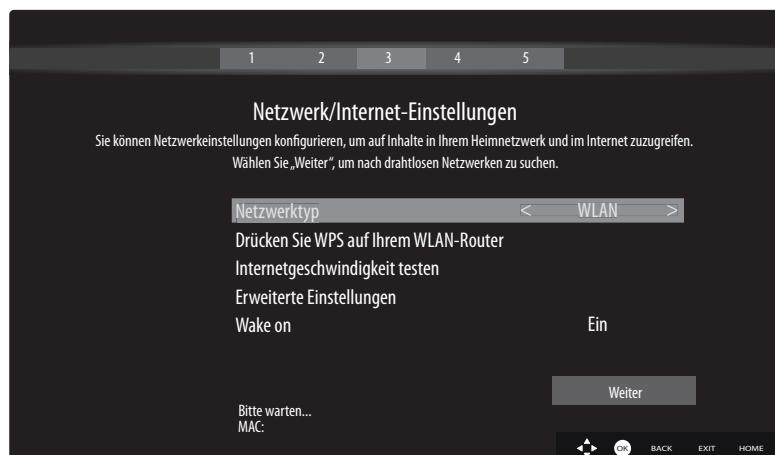 1 2 3 4 5
Netzwerk/Internet-Einstellungen
Sie können Netzwerkeinstellungen konfigurieren, um auf Inhalte in Ihrem Heimnetzwerk und im Internet zuzugreifen.
Wählen Sie „Weiter“, um nach drahtlosen Netzwerken zu suchen.
Netzwerktyp < WLAN >
Drücken Sie WPS auf Ihrem WLAN-Router
Internetgeschwindigkeit testen
Erweiterte Einstellungen
Wake on Ein
Weiter
Bitte warten...
MAC:
OK BACK EXIT HOME